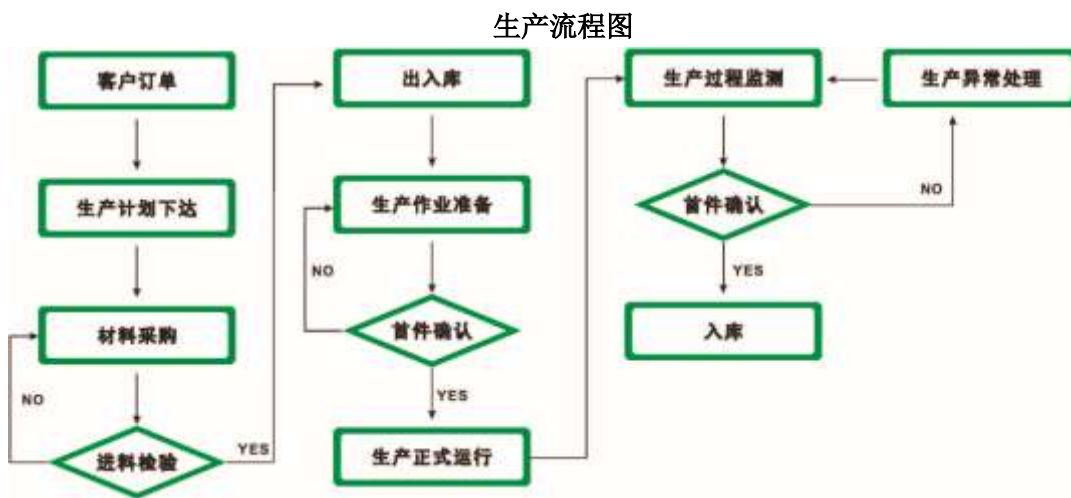 生产流程图
客户订单
生产计划下达
材料采购
NO
进料检验
YES
出入库
生产作业准备
NO
首件确认
YES
生产正式运行
生产过程监测
生产异常处理
首件确认
NO
YES
入库